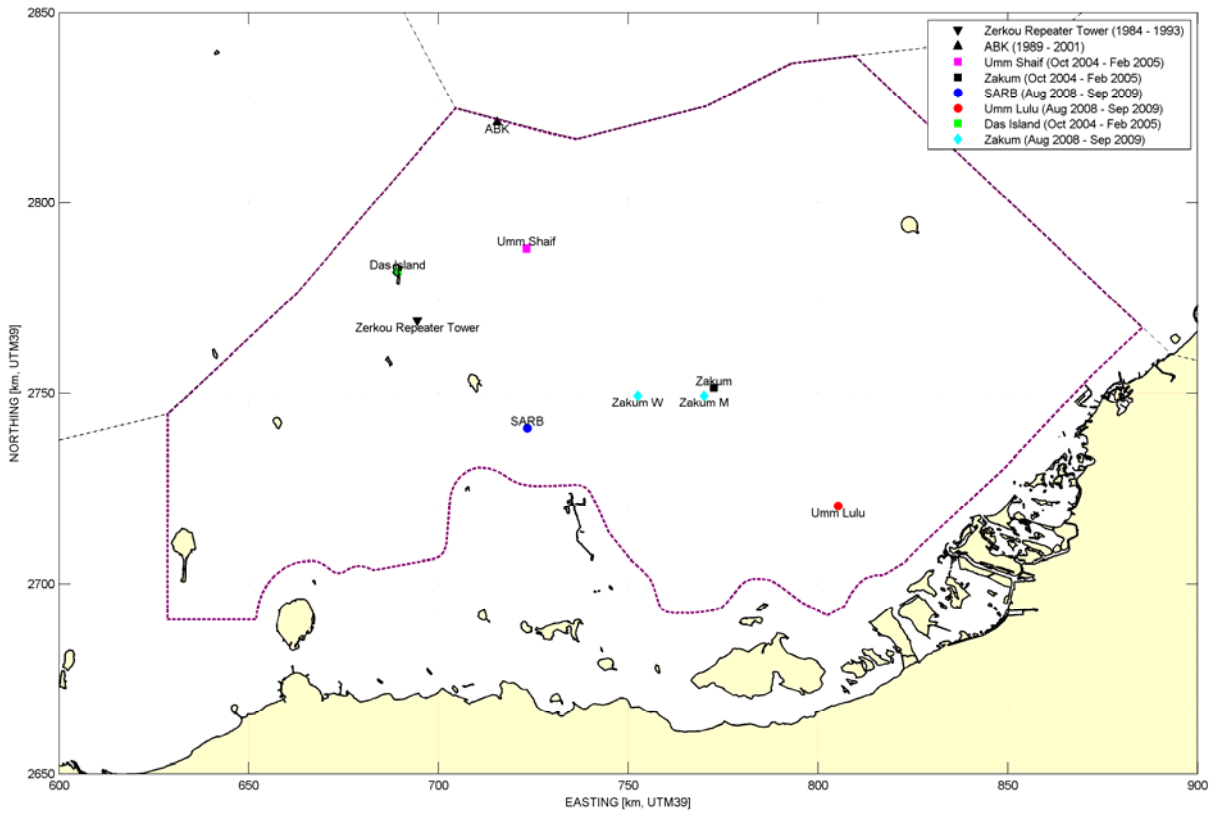 2850
2800
2750
2700
2650
600
650
700
750
800
850
900
NORTHING [km, UTM39]
EASTING [km, UTM39]
Zerkou Repeater Tower (1984 - 1993)
ABK (1989 - 2001)
Umm Shaif (Oct 2004 - Feb 2005)
Zakum (Oct 2004 - Feb 2005)
SARB (Aug 2008 - Sep 2009)
Umm Lulu (Aug 2008 - Sep 2009)
Das Island (Oct 2004 - Feb 2005)
Zakum (Aug 2008 - Sep 2009)
ABK
Umm Shaif
Das Island
Zerkou Repeater Tower
Zakum
Zakum W
Zakum M
SARB
Umm Lulu